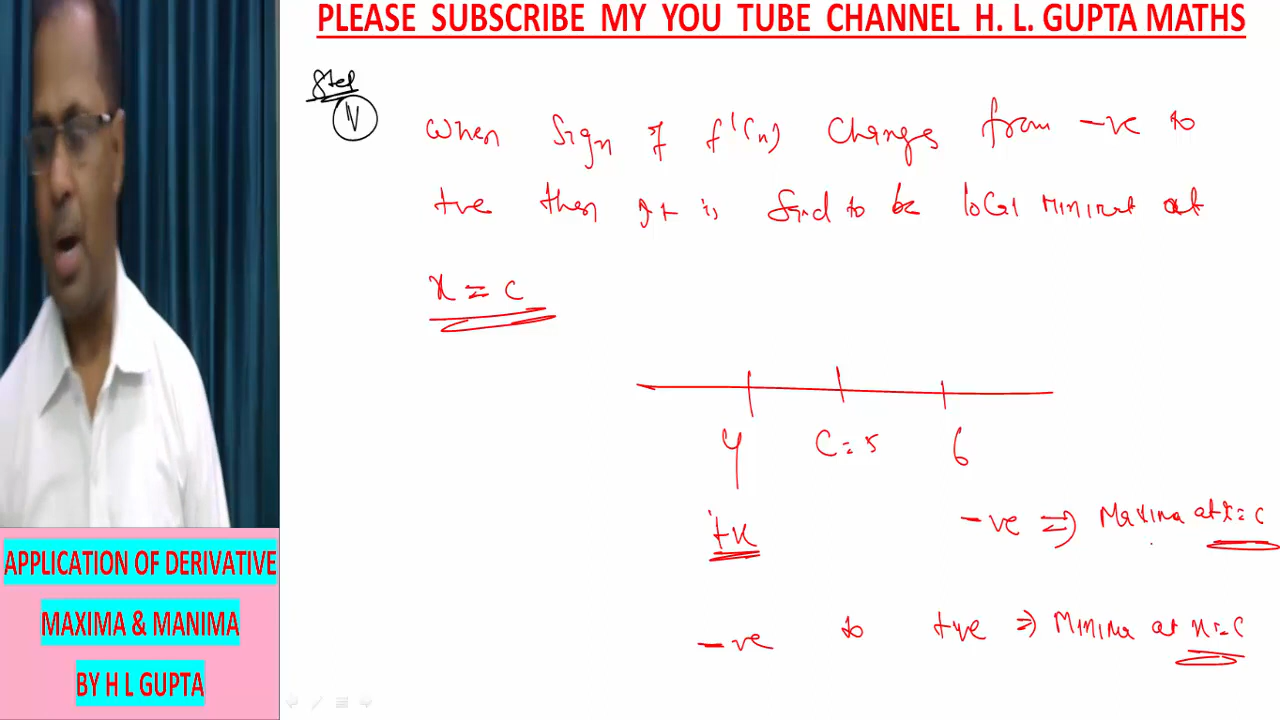 PLEASE SUBSCRIBE MY YOU TUBE CHANNEL H. L. GUPTA MATHS
Step
V
When Sign of f'(x) Changes from -ve to
+ve then it is said to be local minima at
x = c
4 C = 5 6
+ve -ve => Maxima at x = c
-ve to +ve => Minima at x = c
APPLICATION OF DERIVATIVE
MAXIMA & MANIMA
BY H L GUPTA